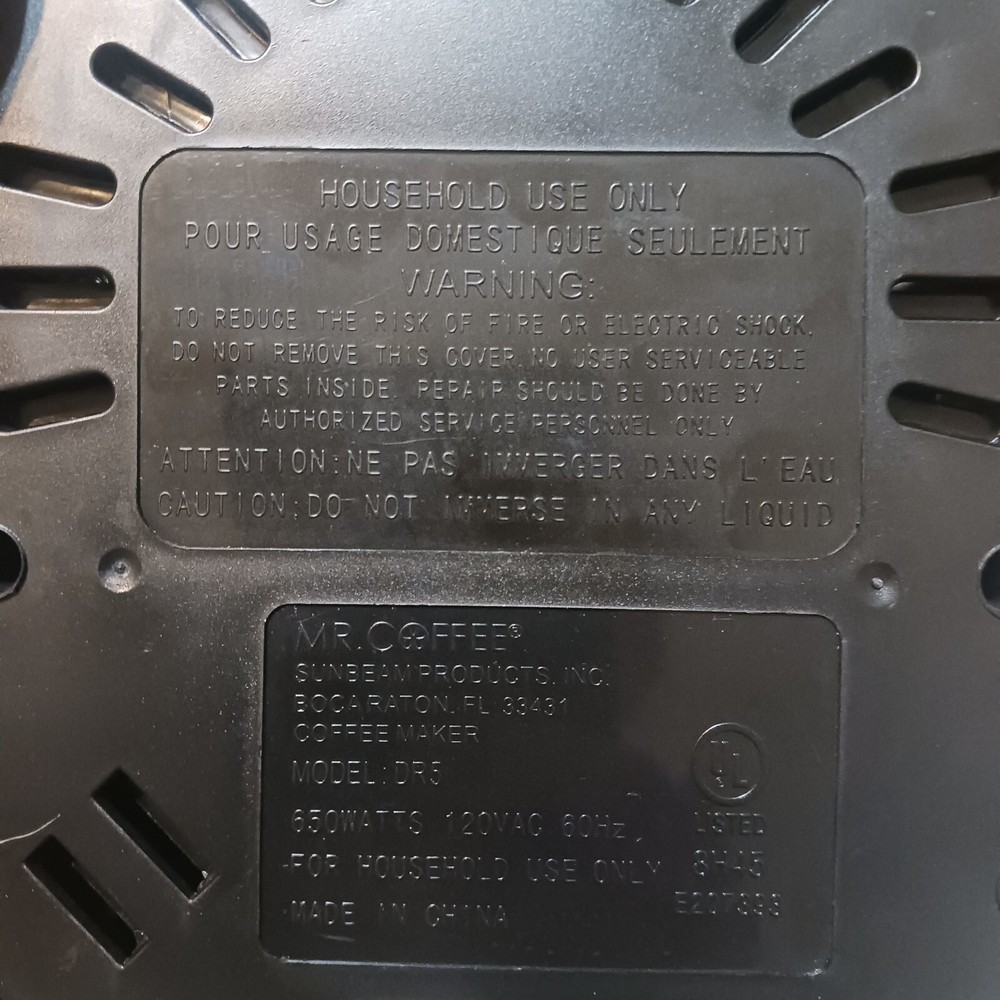 HOUSEHOLD USE ONLY
POUR USAGE DOMESTIQUE SEULEMENT
WARNING:
TO REDUCE THE RISK OF FIRE OR ELECTRIC SHOCK,
DO NOT REMOVE THIS COVER.NO USER SERVICEABLE
PARTS INSIDE. REPAIR SHOULD BE DONE BY
AUTHORIZED SERVICE PERSONNEL ONLY
ATTENTION:NE PAS IMMERGER DANS L'EAU
CAUTION:DO NOT IMMERSE IN ANY LIQUID
MR.COFFEE®
SUNBEAM PRODUCTS, INC.
BOCA RATON, FL 33431
COFFEE MAKER
MODEL:DR5
650WATTS 120VAC 60Hz
FOR HOUSEHOLD USE ONLY
MADE IN CHINA
UL
LISTED
8H45
E207393